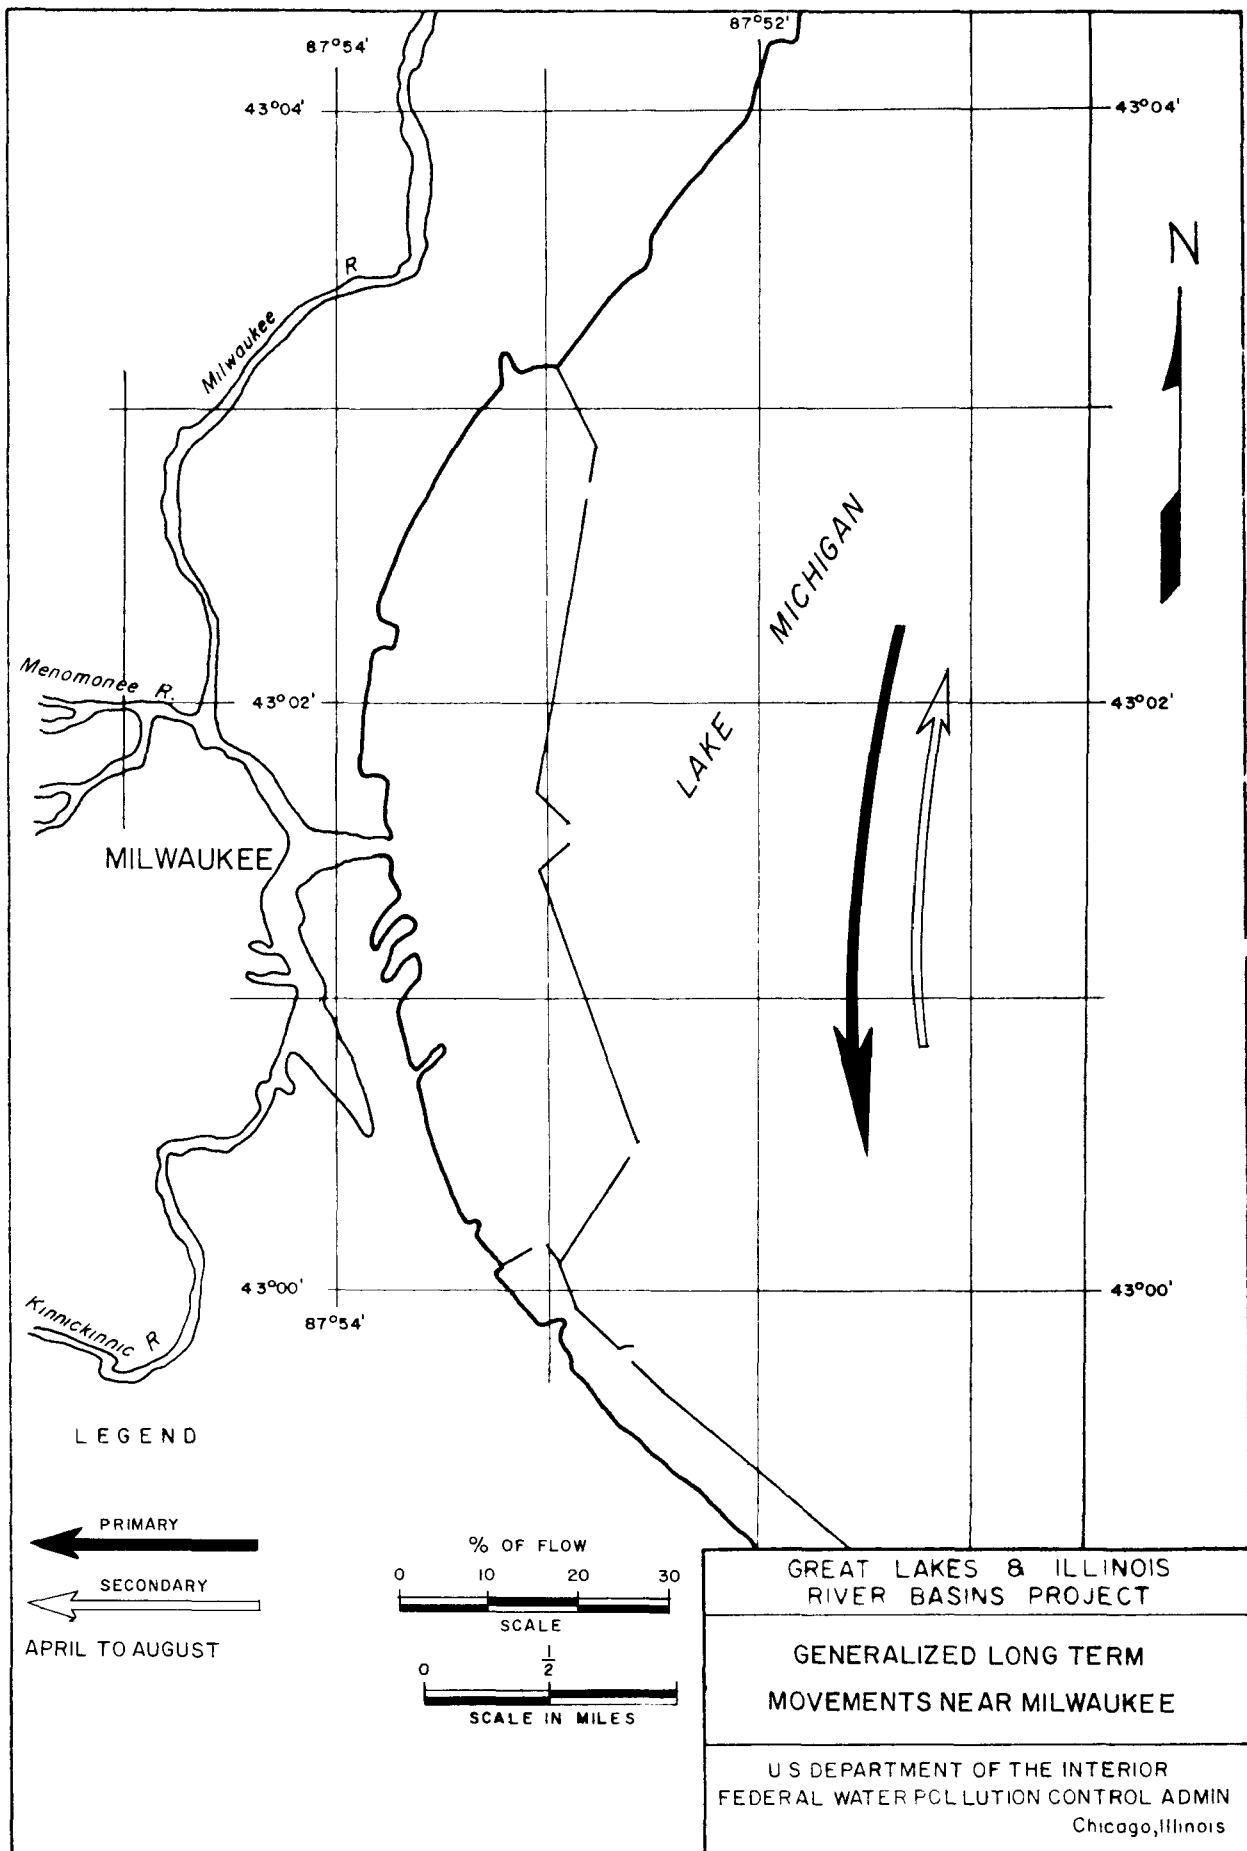 87°54'
87°52'
43°04'
43°04'
N
Milwaukee R
LAKE MICHIGAN
Menomonee R.
43°02'
43°02'
MILWAUKEE
43°00'
43°00'
87°54'
Kinnickinnic R
LEGEND
PRIMARY
SECONDARY
APRIL TO AUGUST
% OF FLOW
0 10 20 30
SCALE
0 1/2
SCALE IN MILES
GREAT LAKES & ILLINOIS
RIVER BASINS PROJECT
GENERALIZED LONG TERM
MOVEMENTS NEAR MILWAUKEE
U S DEPARTMENT OF THE INTERIOR
FEDERAL WATER POLLUTION CONTROL ADMIN
Chicago, Illinois